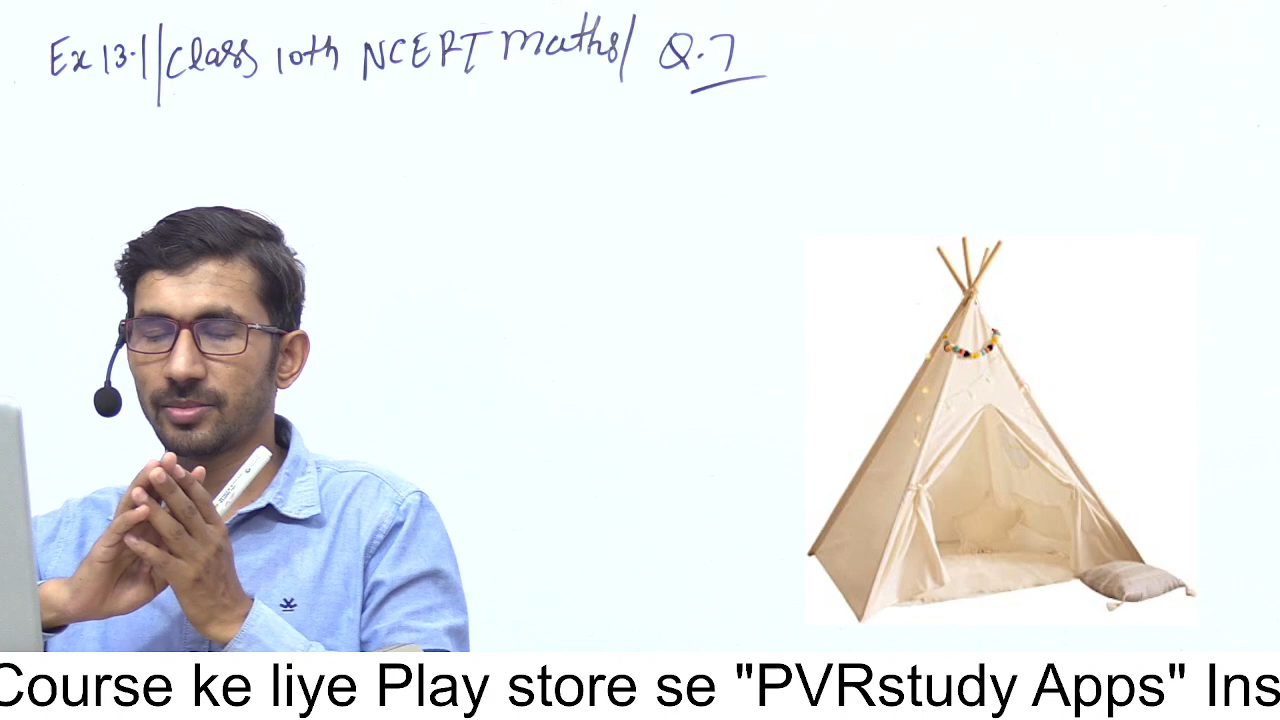 Ex 13.1/Class 10th NCERT Maths/ Q.7
Course ke liye Play store se "PVRstudy Apps" Ins